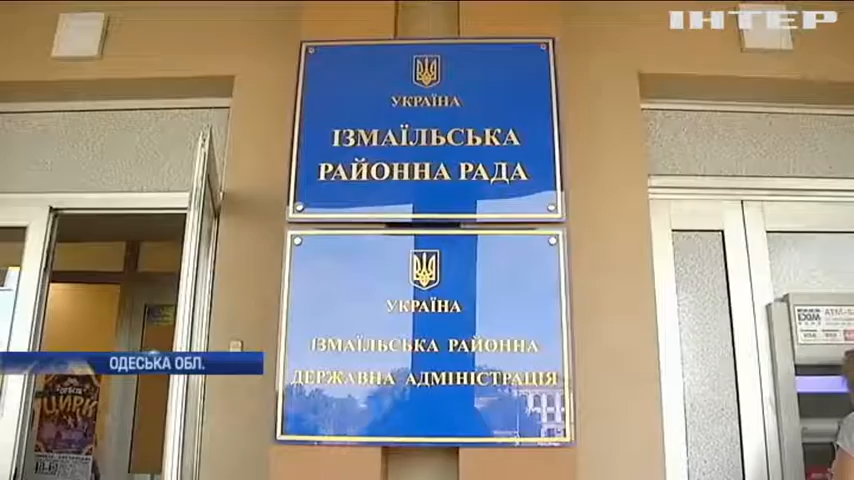 ІНТЕР
УКРАЇНА
ІЗМАЇЛЬСЬКА
РАЙОННА РАДА
УКРАЇНА
ІЗМАЇЛЬСЬКА РАЙОННА
ДЕРЖАВНА АДМІНІСТРАЦІЯ
ОДЕСЬКА ОБЛ.
ЦИРК